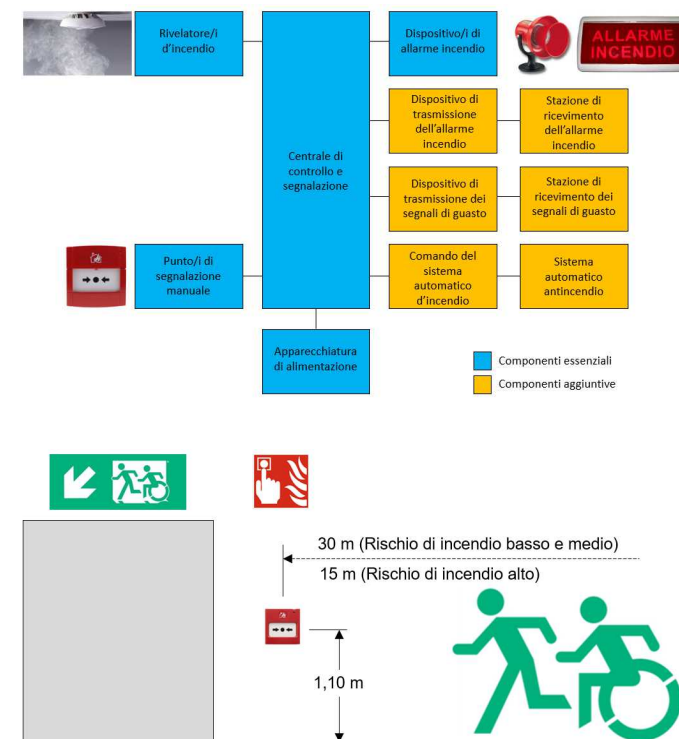 Rivelatore/i
d'incendio
Dispositivo/i di
allarme incendio
ALLARME
INCENDIO
Dispositivo di
trasmissione
dell'allarme
incendio
Stazione di
ricevimento
dell'allarme
incendio
Centrale di
controllo e
segnalazione
Dispositivo di
trasmissione dei
segnali di guasto
Stazione di
ricevimento dei
segnali di guasto
Punto/i di
segnalazione
manuale
Comando del
sistema
automatico
d'incendio
Sistema
automatico
antincendio
Apparecchiatura
di alimentazione
Componenti essenziali
Componenti aggiuntive
30 m (Rischio di incendio basso e medio)
15 m (Rischio di incendio alto)
1,10 m